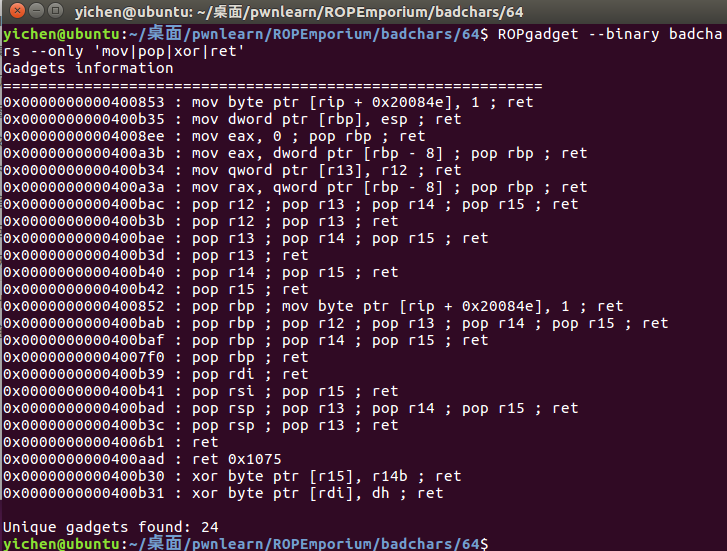 yichen@ubuntu: ~/桌面/pwnlearn/ROPEmporium/badchars/64
yichen@ubuntu:~/桌面/pwnlearn/ROPEmporium/badchars/64$ ROPgadget --binary badcha
rs --only 'mov|pop|xor|ret'
Gadgets information
============================================================
0x0000000000400853 : mov byte ptr [rip + 0x20084e], 1 ; ret
0x0000000000400b35 : mov dword ptr [rbp], esp ; ret
0x00000000004008ee : mov eax, 0 ; pop rbp ; ret
0x0000000000400a3b : mov eax, dword ptr [rbp - 8] ; pop rbp ; ret
0x0000000000400b34 : mov qword ptr [r13], r12 ; ret
0x0000000000400a3a : mov rax, qword ptr [rbp - 8] ; pop rbp ; ret
0x0000000000400bac : pop r12 ; pop r13 ; pop r14 ; pop r15 ; ret
0x0000000000400b3b : pop r12 ; pop r13 ; ret
0x0000000000400bae : pop r13 ; pop r14 ; pop r15 ; ret
0x0000000000400b3d : pop r13 ; ret
0x0000000000400b40 : pop r14 ; pop r15 ; ret
0x0000000000400b42 : pop r15 ; ret
0x0000000000400852 : pop rbp ; mov byte ptr [rip + 0x20084e], 1 ; ret
0x0000000000400bab : pop rbp ; pop r12 ; pop r13 ; pop r14 ; pop r15 ; ret
0x0000000000400baf : pop rbp ; pop r14 ; pop r15 ; ret
0x00000000004007f0 : pop rbp ; ret
0x0000000000400b39 : pop rdi ; ret
0x0000000000400b41 : pop rsi ; pop r15 ; ret
0x0000000000400bad : pop rsp ; pop r13 ; pop r14 ; pop r15 ; ret
0x0000000000400b3c : pop rsp ; pop r13 ; ret
0x00000000004006b1 : ret
0x0000000000400aad : ret 0x1075
0x0000000000400b30 : xor byte ptr [r15], r14b ; ret
0x0000000000400b31 : xor byte ptr [rdi], dh ; ret

Unique gadgets found: 24
yichen@ubuntu:~/桌面/pwnlearn/ROPEmporium/badchars/64$